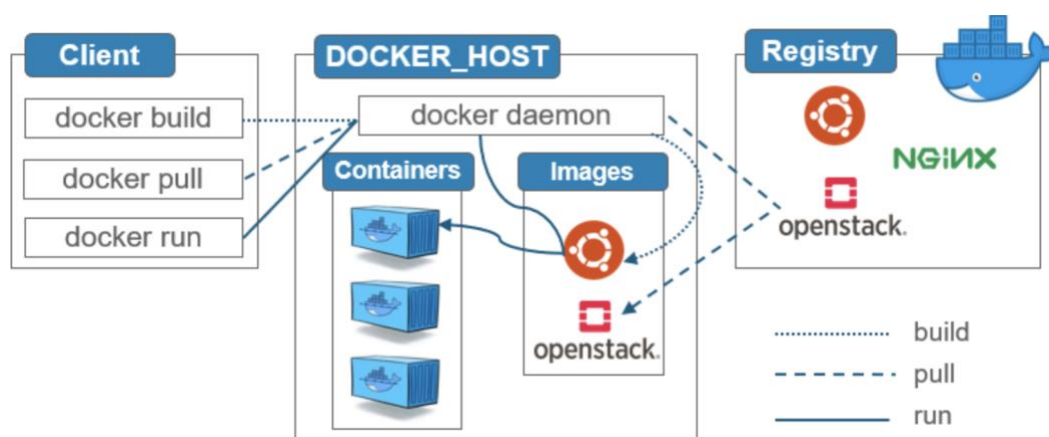 Client
docker build
docker pull
docker run
DOCKER_HOST
docker daemon
Containers
Images
openstack.
Registry
NGiNX
openstack.
build
pull
run